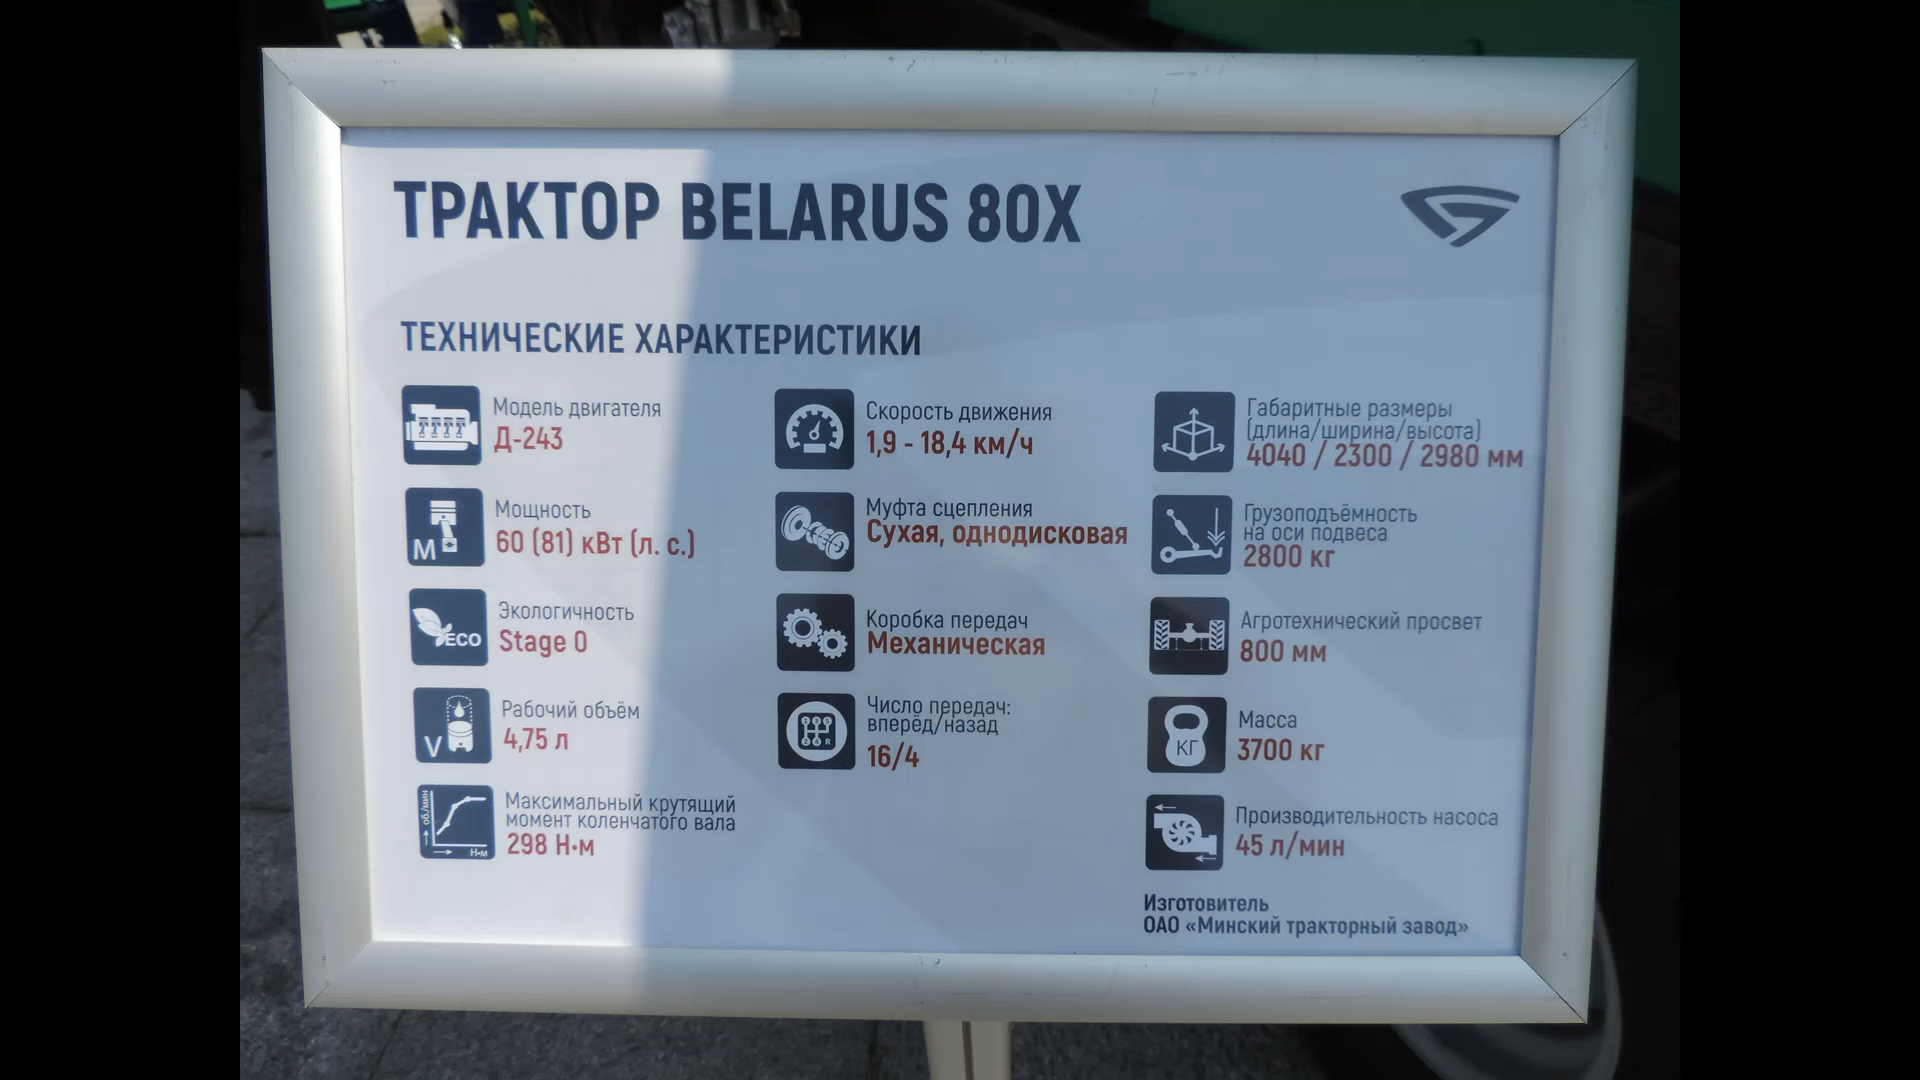 ТРАКТОР BELARUS 80X
ТЕХНИЧЕСКИЕ ХАРАКТЕРИСТИКИ
Модель двигателя
Д-243
M
Мощность
60 (81) кВт (л. с.)
ECO
Экологичность
Stage 0
V
Рабочий объём
4,75 л
об./мин
Н•м
Максимальный крутящий
момент коленчатого вала
298 Н•м
Скорость движения
1,9 - 18,4 км/ч
Муфта сцепления
Сухая, однодисковая
Коробка передач
Механическая
Число передач:
вперёд/назад
16/4
Габаритные размеры
(длина/ширина/высота)
4040 / 2300 / 2980 мм
Грузоподъёмность
на оси подвеса
2800 кг
Агротехнический просвет
800 мм
КГ
Масса
3700 кг
Производительность насоса
45 л/мин
Изготовитель
ОАО «Минский тракторный завод»